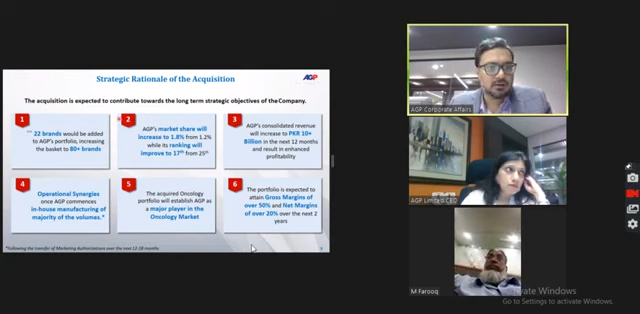 Strategic Rationale of the Acquisition
AGP
The acquisition is expected to contribute towards the long term strategic objectives of the Company.
1
22 brands would be added
to AGP's portfolio, increasing
the basket to 80+ brands
2
AGP's market share will
increase to 1.8% from 1.2%
while its ranking will
improve to 17th from 25th
3
AGP's consolidated revenue
will increase to PKR 10+
Billion in the next 12 months
and result in enhanced
profitability
4
Operational Synergies
once AGP commences
in-house manufacturing of
majority of the volumes.*
5
The acquired Oncology
portfolio will establish AGP as
a major player in the
Oncology Market
6
The portfolio is expected to
attain Gross Margins of
over 50% and Net Margins
of over 20% over the next 2
years
*Following the transfer of Marketing Authorizations over the next 12-18 months
AGP Corporate Affairs
AGP Limited CEO
M Farooq
vate Windows
Go to Settings to activate Windows.